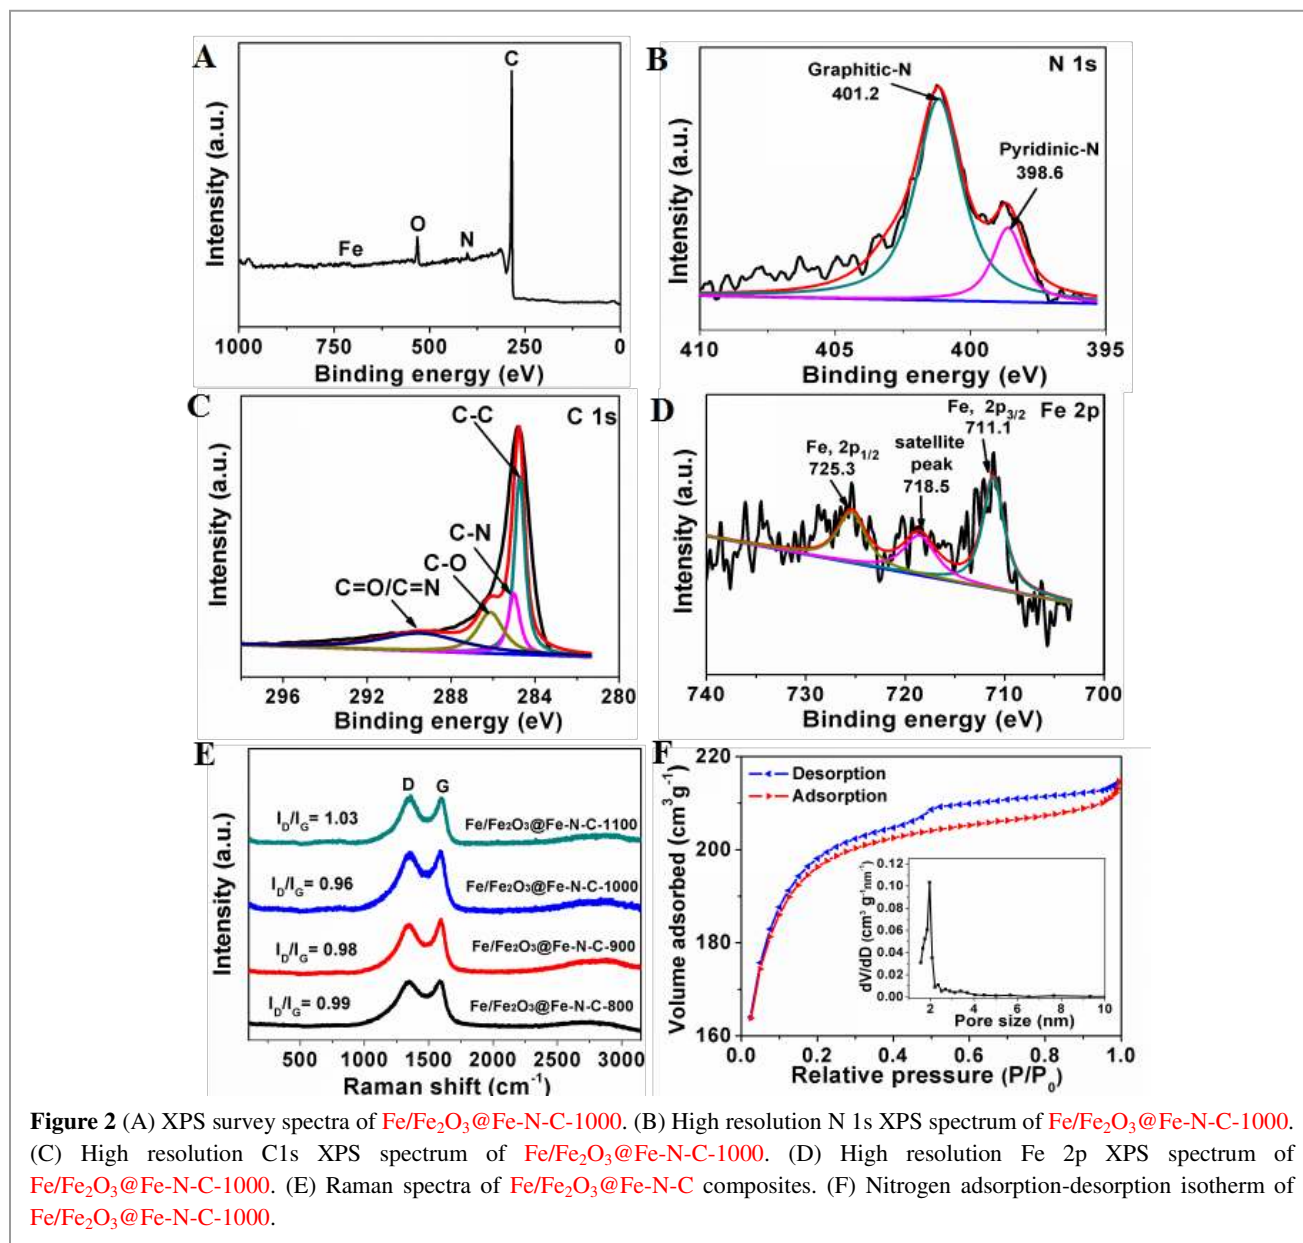 A
C
O
N
Fe
Intensity (a.u.)
1000 750 500 250 0
Binding energy (eV)
B
N 1s
Graphitic-N
401.2
Pyridinic-N
398.6
Intensity (a.u.)
410 405 400 395
Binding energy (eV)
C
C 1s
C-C
C-N
C-O
C=O/C=N
Intensity (a.u.)
296 292 288 284 280
Binding energy (eV)
D
Fe 2p
Fe, 2p3/2
711.1
Fe, 2p1/2
725.3
satellite
peak
718.5
Intensity (a.u.)
740 730 720 710 700
Binding energy (eV)
E
D G
ID/IG= 1.03 Fe/Fe2O3@Fe-N-C-1100
ID/IG= 0.96 Fe/Fe2O3@Fe-N-C-1000
ID/IG= 0.98 Fe/Fe2O3@Fe-N-C-900
ID/IG= 0.99 Fe/Fe2O3@Fe-N-C-800
Intensity (a.u.)
500 1000 1500 2000 2500 3000
Raman shift (cm-1)
F
Desorption
Adsorption
Volume adsorbed (cm3g-1)
220
200
180
160
0.0 0.2 0.4 0.6 0.8 1.0
Relative pressure (P/P0)
dV/dD (cm3 g-1nm-1)
0.12
0.10
0.08
0.06
0.04
0.02
0.00
2 4 6 8 10
Pore size (nm)
Figure 2 (A) XPS survey spectra of Fe/Fe2O3@Fe-N-C-1000. (B) High resolution N 1s XPS spectrum of Fe/Fe2O3@Fe-N-C-1000.
(C) High resolution C1s XPS spectrum of Fe/Fe2O3@Fe-N-C-1000. (D) High resolution Fe 2p XPS spectrum of
Fe/Fe2O3@Fe-N-C-1000. (E) Raman spectra of Fe/Fe2O3@Fe-N-C composites. (F) Nitrogen adsorption-desorption isotherm of
Fe/Fe2O3@Fe-N-C-1000.